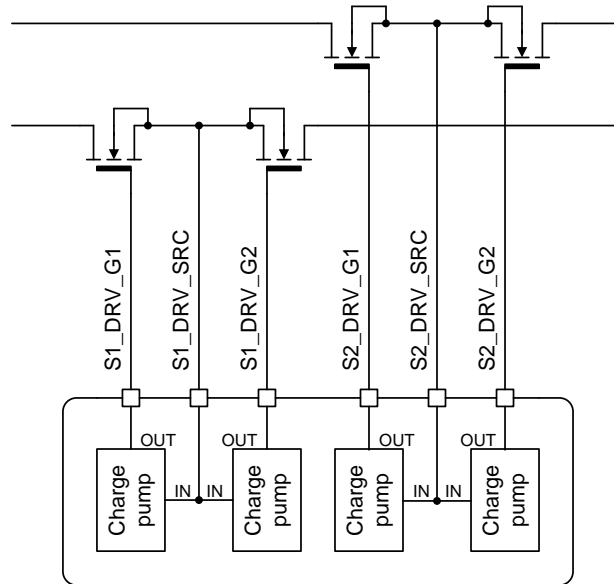 S1_DRV_G1
S1_DRV_SRC
S1_DRV_G2
S2_DRV_G1
S2_DRV_SRC
S2_DRV_G2
OUT
OUT
OUT
OUT
Charge
pump
IN
IN
Charge
pump
Charge
pump
IN
IN
Charge
pump